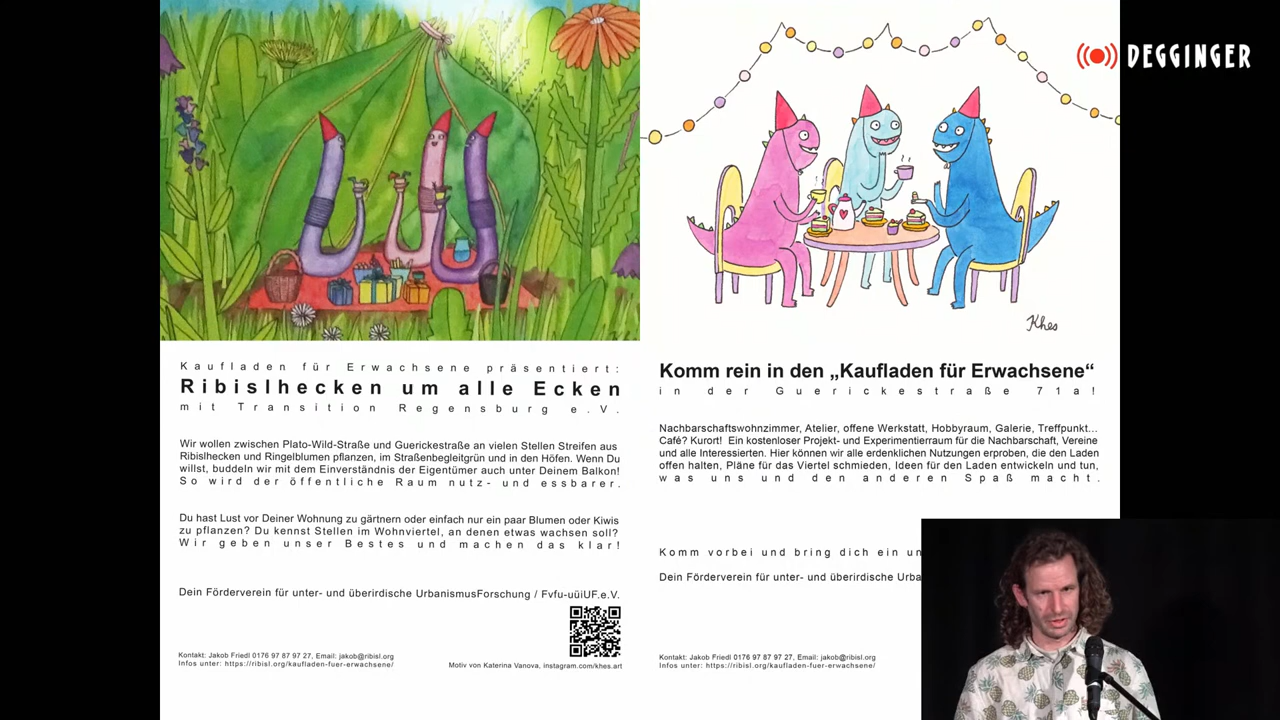 DEGGINGER
Khes
Kaufladen für Erwachsene präsentiert:
Ribislhecken um alle Ecken
mit Transition Regensburg e.V.
Wir wollen zwischen Plato-Wild-Straße und Guerickestraße an vielen Stellen Streifen aus
Ribislhecken und Ringelblumen pflanzen, im Straßenbegleitgrün und in den Höfen. Wenn Du
willst, buddeln wir mit dem Einverständnis der Eigentümer auch unter Deinem Balkon!
So wird der öffentliche Raum nutz- und essbarer.
Du hast Lust vor Deiner Wohnung zu gärtnern oder einfach nur ein paar Blumen oder Kiwis
zu pflanzen? Du kennst Stellen im Wohnviertel, an denen etwas wachsen soll?
Wir geben unser Bestes und machen das klar!
Dein Förderverein für unter- und überirdische UrbanismusForschung / Fvfu-uüiUF.e.V.
Kontakt: Jakob Friedl 0176 97 87 97 27, Email: jakob@ribisl.org
Infos unter: https://ribisl.org/kaufladen-fuer-erwachsene/
Motiv von Katerina Vanova, instagram.com/khes.art
Komm rein in den „Kaufladen für Erwachsene“
in der Guerickestraße 71a!
Nachbarschaftswohnzimmer, Atelier, offene Werkstatt, Hobbyraum, Galerie, Treffpunkt...
Café? Kurort! Ein kostenloser Projekt- und Experimentierraum für die Nachbarschaft, Vereine
und alle Interessierten. Hier können wir alle erdenklichen Nutzungen erproben, die den Laden
offen halten, Pläne für das Viertel schmieden, Ideen für den Laden entwickeln und tun,
was uns und den anderen Spaß macht.
Komm vorbei und bring dich ein un
Dein Förderverein für unter- und überirdische Urba
Kontakt: Jakob Friedl 0176 97 87 97 27, Email: jakob@ribisl.org
Infos unter: https://ribisl.org/kaufladen-fuer-erwachsene/